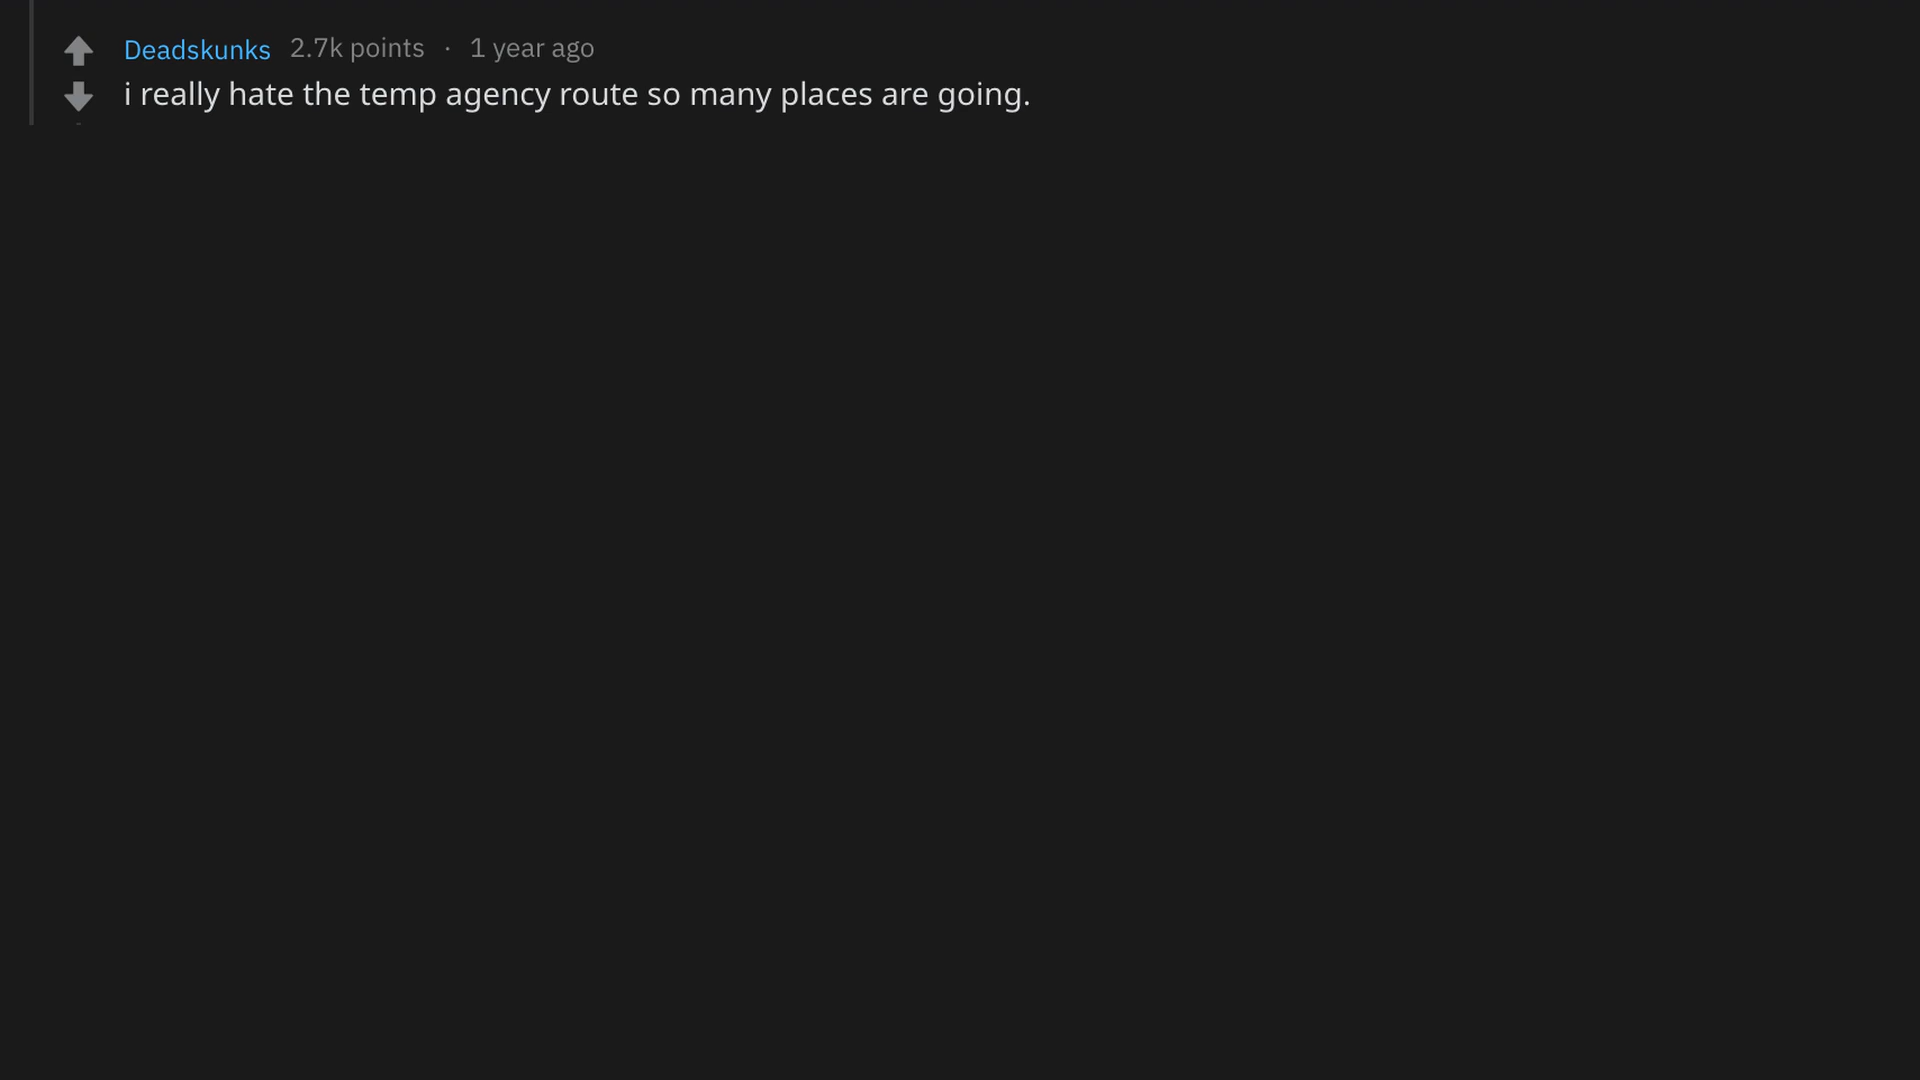 Deadskunks 2.7k points · 1 year ago
i really hate the temp agency route so many places are going.